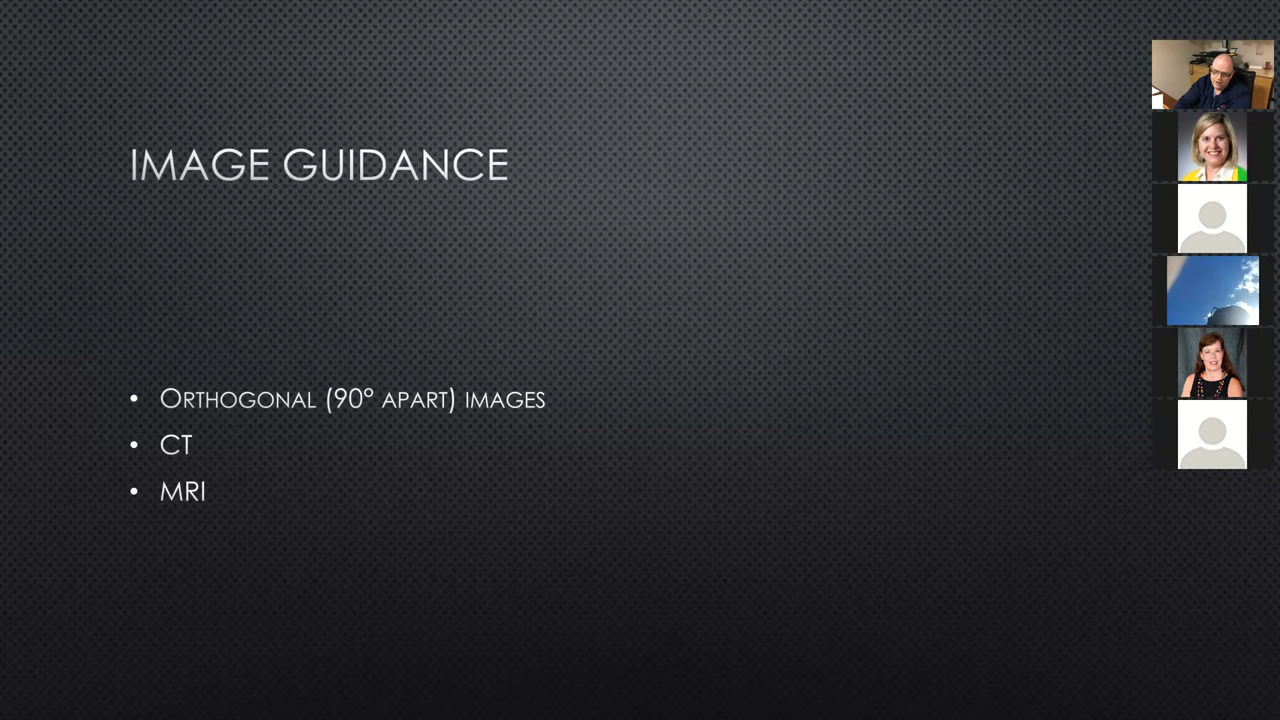 IMAGE GUIDANCE
• ORTHOGONAL (90° APART) IMAGES
• CT
• MRI